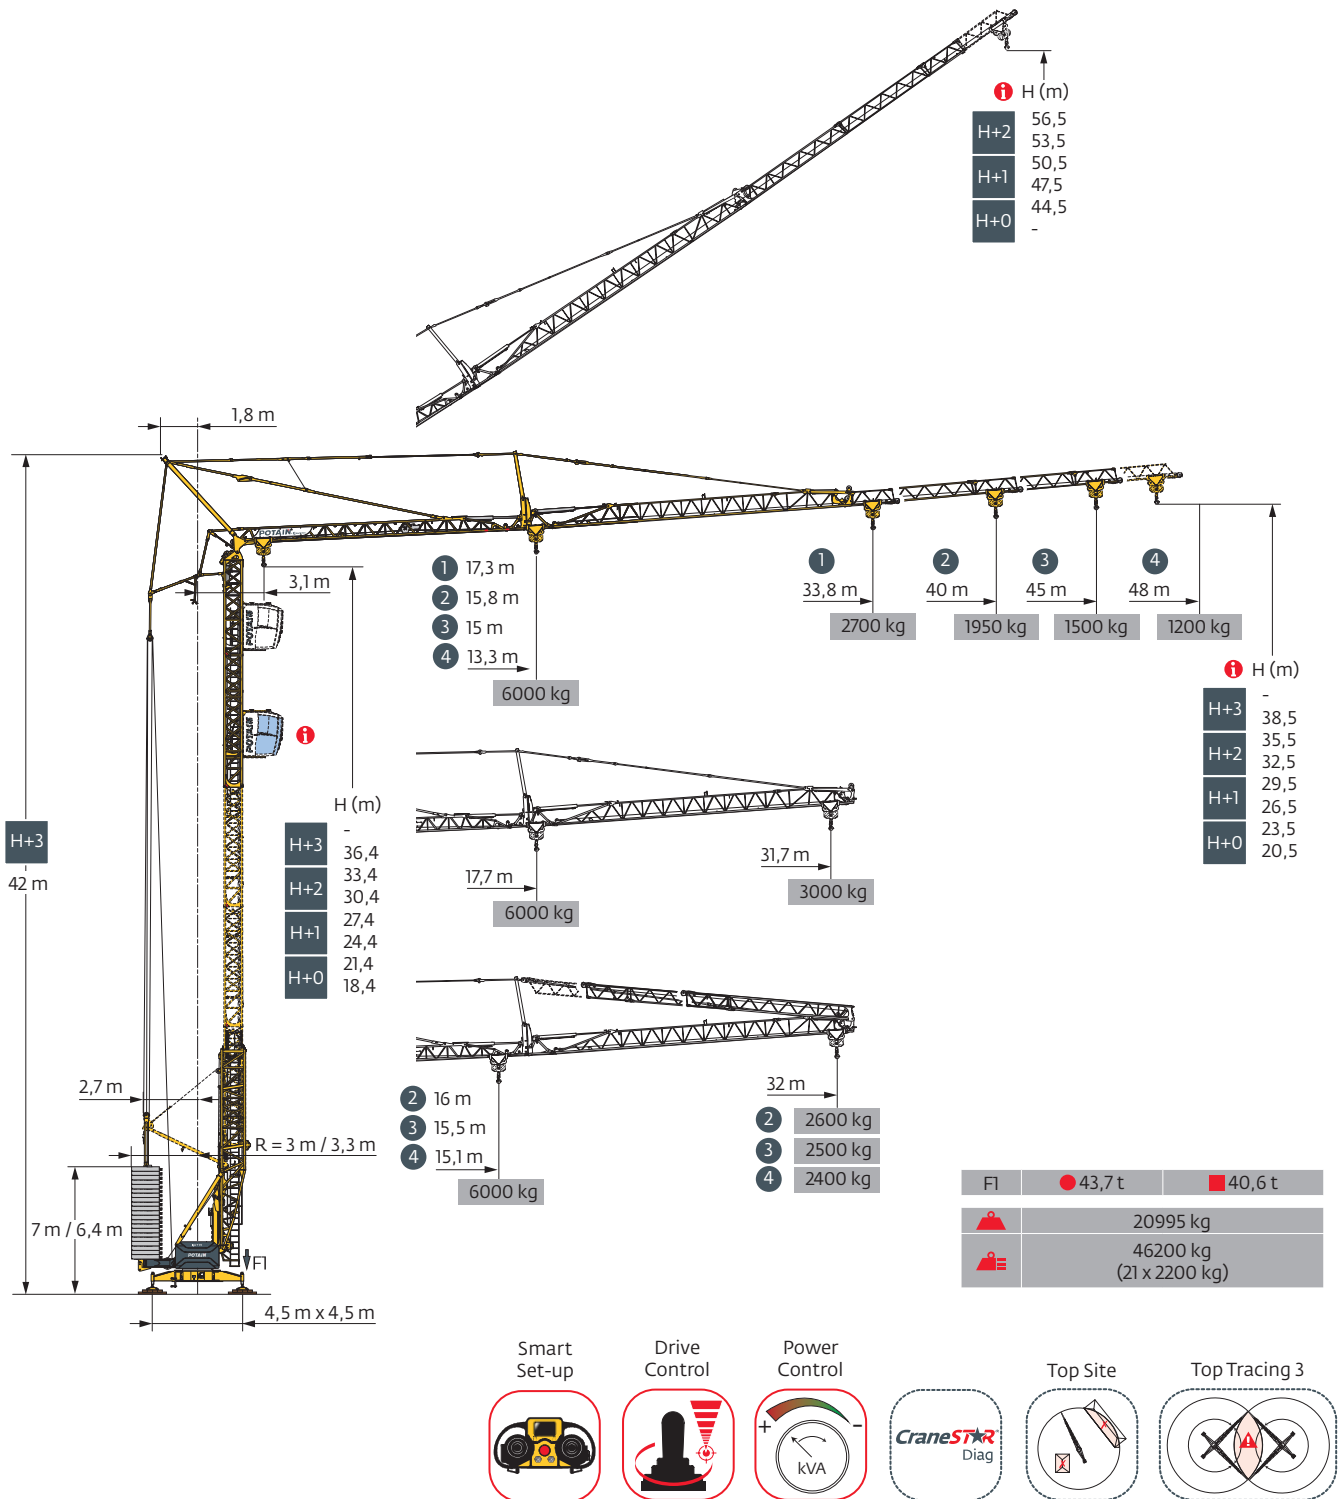 H (m)
H+2
56,5
53,5
H+1
50,5
47,5
H+0
44,5
-
1,8 m
POTAIN
3,1 m
1 17,3 m
2 15,8 m
3 15 m
4 13,3 m
6000 kg
1
33,8 m
2700 kg
2
40 m
1950 kg
3
45 m
1500 kg
4
48 m
1200 kg
POTAIN
POTAIN
H (m)
H+3
-
38,5
H+2
35,5
32,5
H+1
29,5
26,5
H+0
23,5
20,5
H+3
42 m
H (m)
H+3
-
36,4
H+2
33,4
30,4
H+1
27,4
24,4
H+0
21,4
18,4
17,7 m
6000 kg
31,7 m
3000 kg
2 16 m
3 15,5 m
4 15,1 m
6000 kg
32 m
2 2600 kg
3 2500 kg
4 2400 kg
2,7 m
R = 3 m / 3,3 m
7 m / 6,4 m
POTAIN
F1
4,5 m x 4,5 m
F1 43,7 t 40,6 t
20995 kg
46200 kg
(21 x 2200 kg)
Smart
Set-up
Drive
Control
Power
Control
+ -
kVA
CraneSTAR
Diag
Top Site
Top Tracing 3